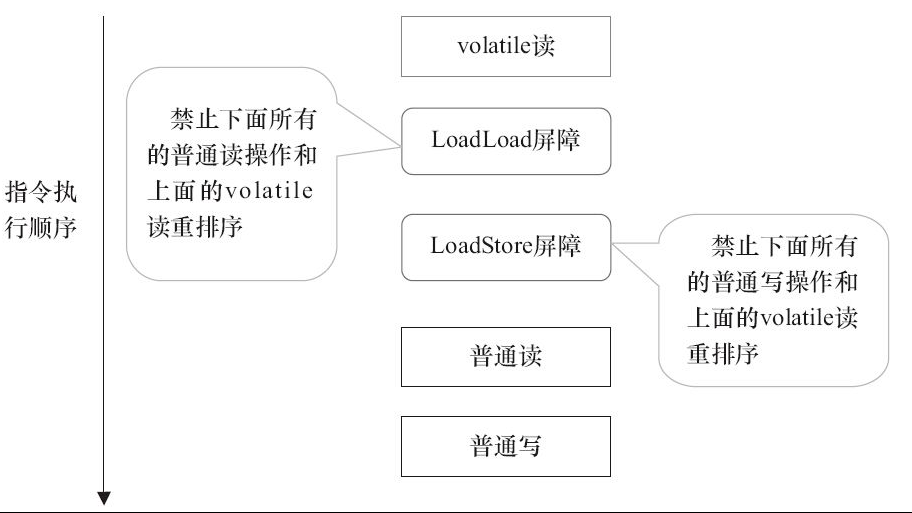 volatile读
禁止下面所有
的普通读操作和
上面的volatile
读重排序
LoadLoad屏障
指令执
行顺序
LoadStore屏障
禁止下面所有
的普通写操作和
上面的volatile读
重排序
普通读
普通写